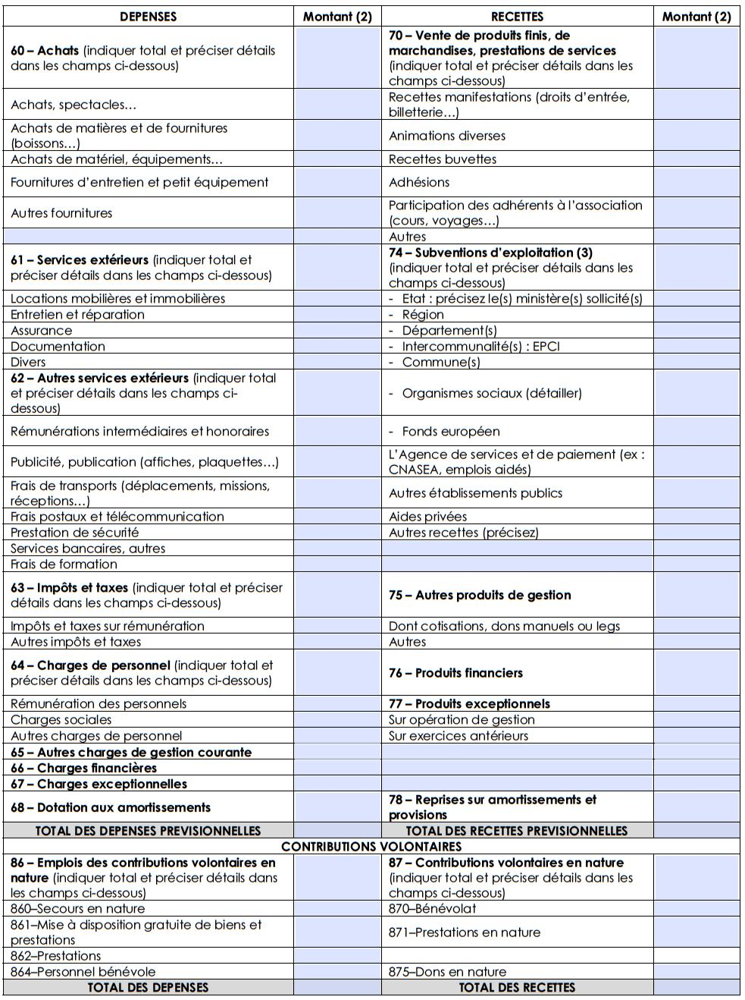 DEPENSES Montant (2) RECETTES Montant (2)
60 – Achats (indiquer total et préciser détails
dans les champs ci-dessous)
70 – Vente de produits finis, de
marchandises, prestations de services
(indiquer total et préciser détails dans les
champs ci-dessous)
Achats, spectacles…
Recettes manifestations (droits d’entrée,
billetterie…)
Achats de matières et de fournitures
(boissons…)
Animations diverses
Achats de matériel, équipements…
Recettes buvettes
Fournitures d’entretien et petit équipement
Adhésions
Autres fournitures
Participation des adhérents à l’association
(cours, voyages…)
Autres
61 – Services extérieurs (indiquer total et
préciser détails dans les champs ci-dessous)
74 – Subventions d’exploitation (3)
(indiquer total et préciser détails dans les
champs ci-dessous)
Locations mobilières et immobilières
- Etat : précisez le(s) ministère(s) sollicité(s)
Entretien et réparation
- Région
Assurance
- Département(s)
Documentation
- Intercommunalité(s) : EPCI
Divers
- Commune(s)
62 – Autres services extérieurs (indiquer total
et préciser détails dans les champs ci-
dessous)
- Organismes sociaux (détailler)
Rémunérations intermédiaires et honoraires
- Fonds européen
Publicité, publication (affiches, plaquettes…)
L’Agence de services et de paiement (ex :
CNASEA, emplois aidés)
Frais de transports (déplacements, missions,
réceptions…)
Autres établissements publics
Frais postaux et télécommunication
Aides privées
Prestation de sécurité
Autres recettes (précisez)
Services bancaires, autres
Frais de formation
63 – Impôts et taxes (indiquer total et préciser
détails dans les champs ci-dessous)
75 – Autres produits de gestion
Impôts et taxes sur rémunération
Dont cotisations, dons manuels ou legs
Autres impôts et taxes
Autres
64 – Charges de personnel (indiquer total et
préciser détails dans les champs ci-dessous)
76 – Produits financiers
Rémunération des personnels
77 – Produits exceptionnels
Charges sociales
Sur opération de gestion
Autres charges de personnel
Sur exercices antérieurs
65 – Autres charges de gestion courante
66 – Charges financières
67 – Charges exceptionnelles
68 – Dotation aux amortissements
78 – Reprises sur amortissements et
provisions
TOTAL DES DEPENSES PREVISIONNELLES
TOTAL DES RECETTES PREVISIONNELLES
CONTRIBUTIONS VOLONTAIRES
86 – Emplois des contributions volontaires en
nature (indiquer total et préciser détails dans
les champs ci-dessous)
87 – Contributions volontaires en nature
(indiquer total et préciser détails dans les
champs ci-dessous)
860–Secours en nature
870–Bénévolat
861–Mise à disposition gratuite de biens et
prestations
871–Prestations en nature
862–Prestations
864–Personnel bénévole
875–Dons en nature
TOTAL DES DEPENSES
TOTAL DES RECETTES